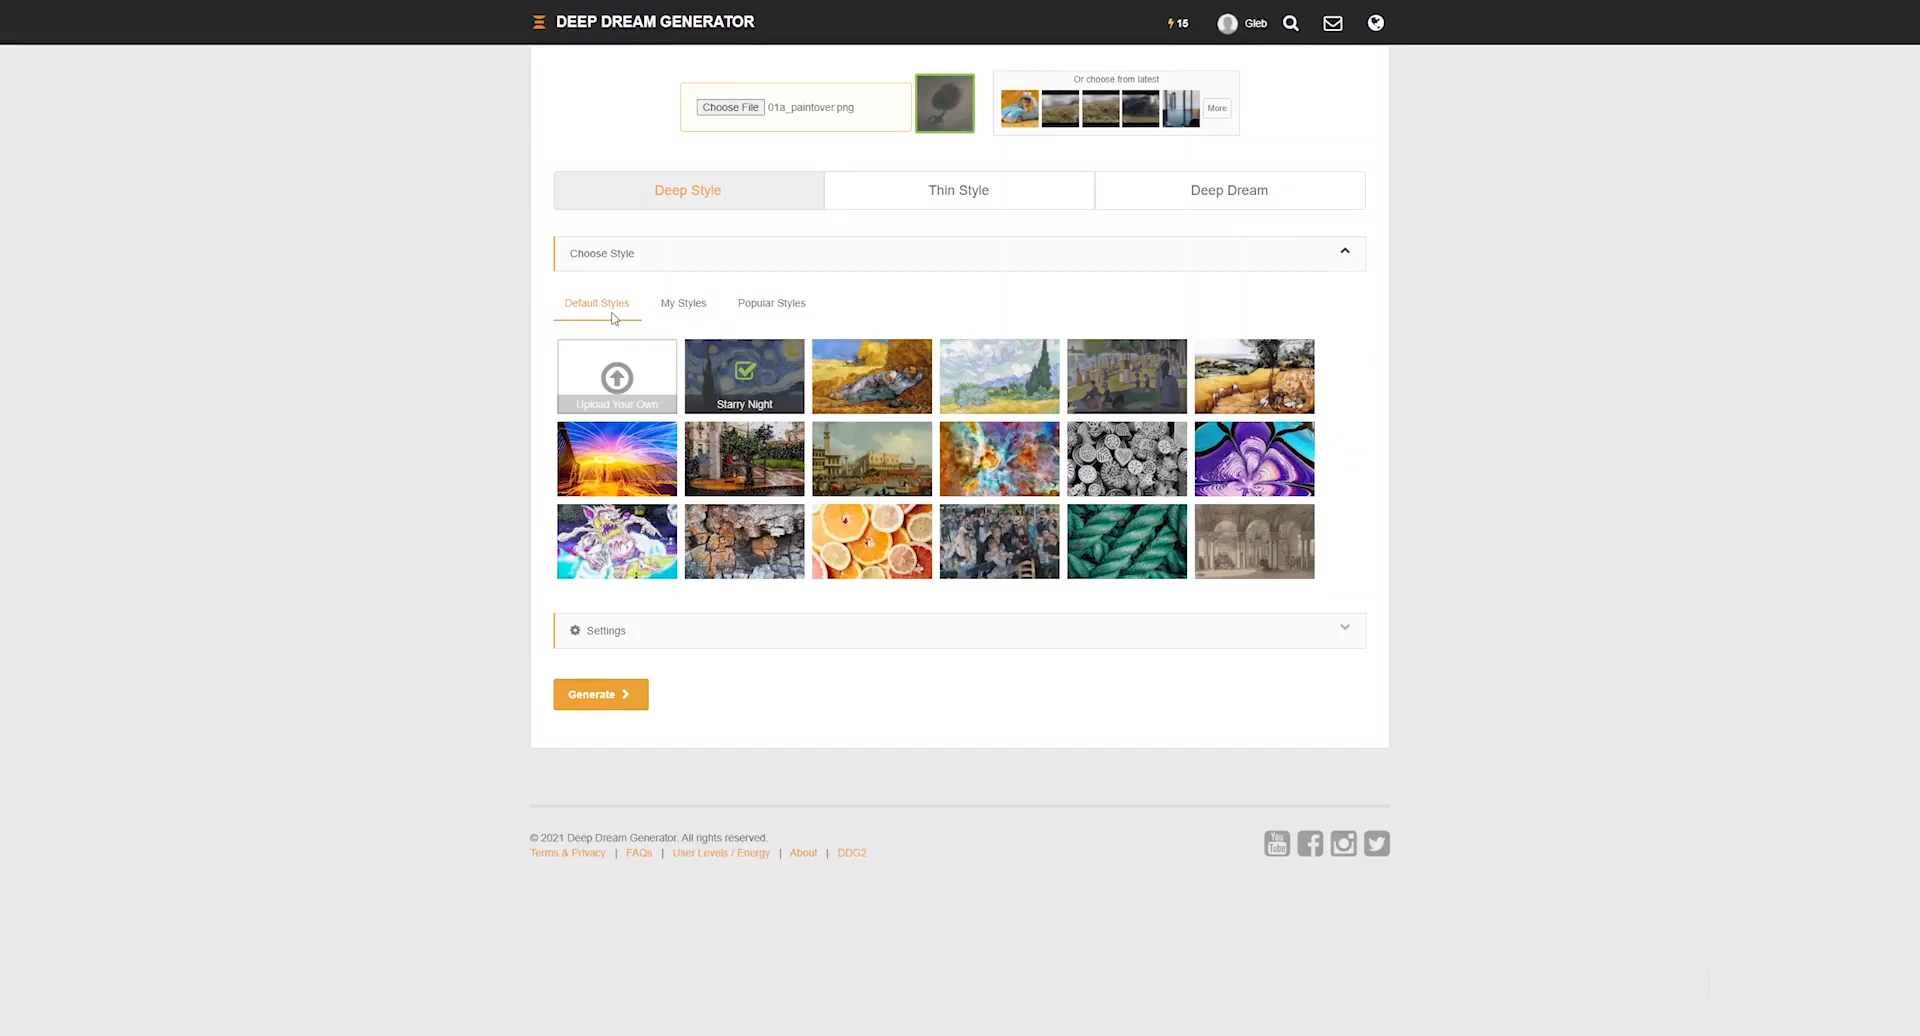 DEEP DREAM GENERATOR
15
Gleb
Or choose from latest
Choose File 01a_paintover.png
More
Deep Style
Thin Style
Deep Dream
Choose Style
Default Styles
My Styles
Popular Styles
Upload Your Own
Starry Night
Settings
Generate
© 2021 Deep Dream Generator. All rights reserved.
Terms & Privacy | FAQs | User Levels / Energy | About | DDG2
You Tube